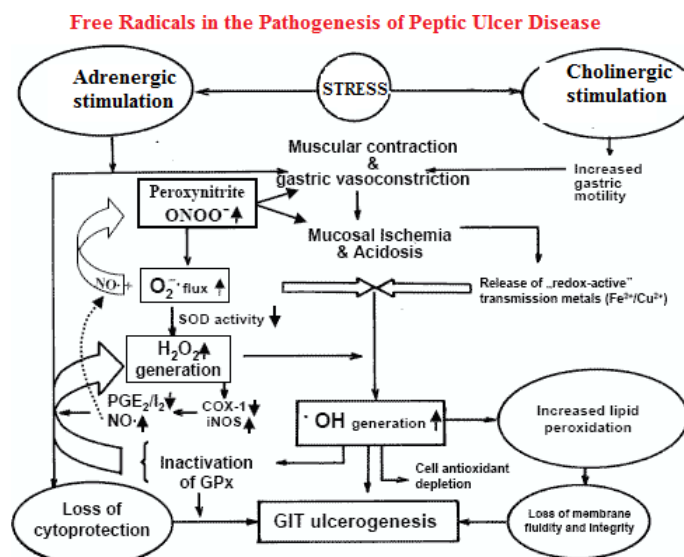 Free Radicals in the Pathogenesis of Peptic Ulcer Disease
Adrenergic
stimulation
STRESS
Cholinergic
stimulation
Muscular contraction
&
gastric vasoconstriction
Increased
gastric
motility
Peroxynitrite
ONOO⁻
Mucosal Ischemia
& Acidosis
NO· +
O₂⁻· flux
Release of „redox-active"
transmission metals (Fe²⁺/Cu²⁺)
SOD activity
H₂O₂
generation
PGE₂/I₂
NO·
COX-1
iNOS
·OH generation
Increased lipid
peroxidation
Inactivation
of GPx
Cell antioxidant
depletion
Loss of
cytoprotection
GIT ulcerogenesis
Loss of membrane
fluidity and Integrity